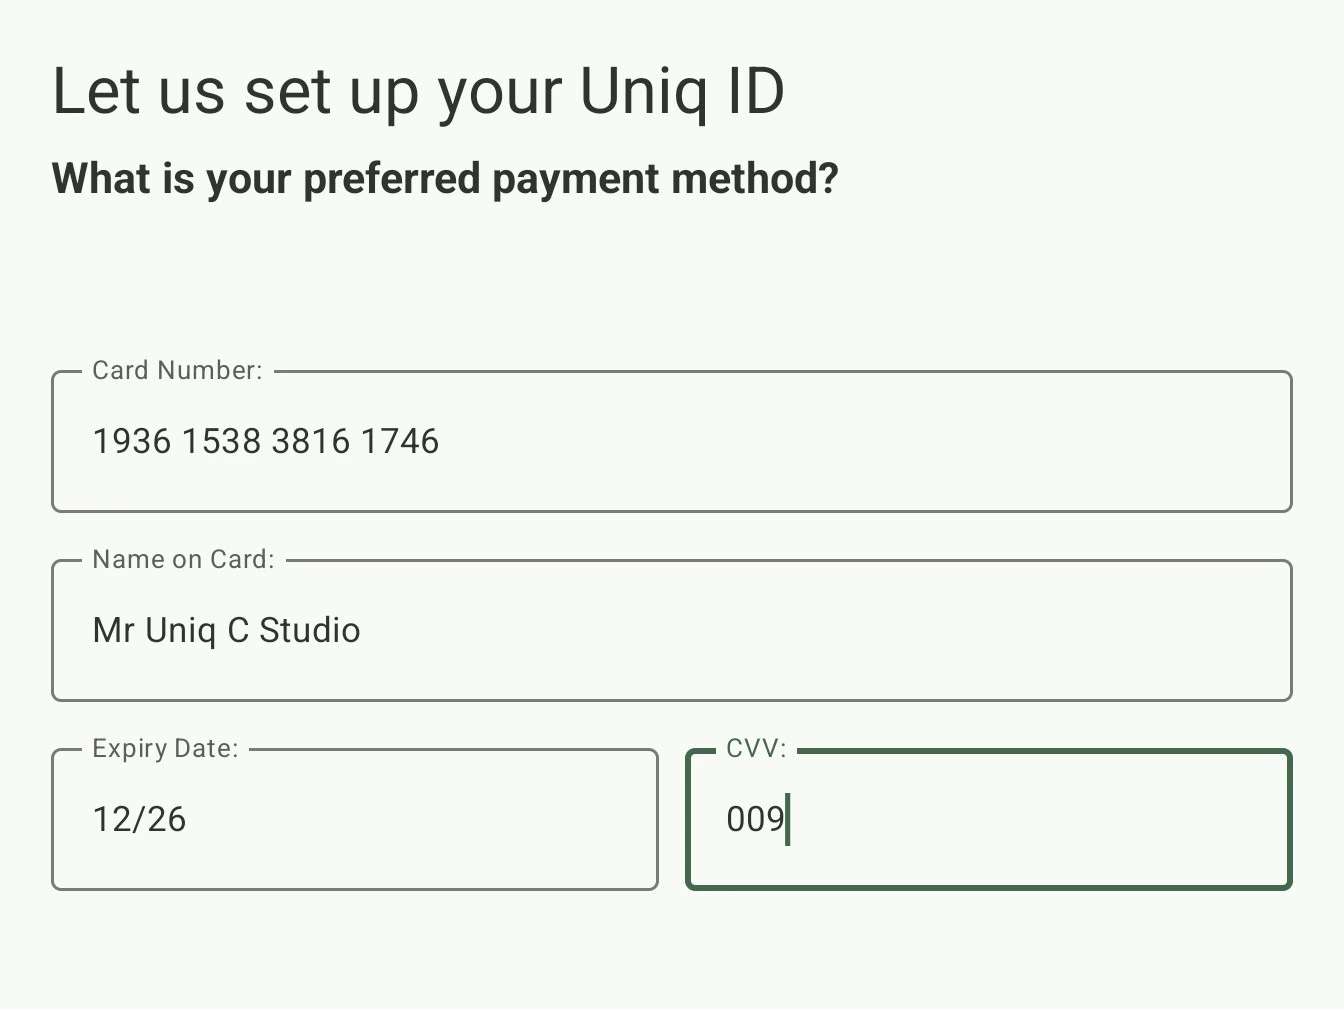 Let us set up your Uniq ID
What is your preferred payment method?
Card Number:
1936 1538 3816 1746
Name on Card:
Mr Uniq C Studio
Expiry Date:
12/26
CVV:
009